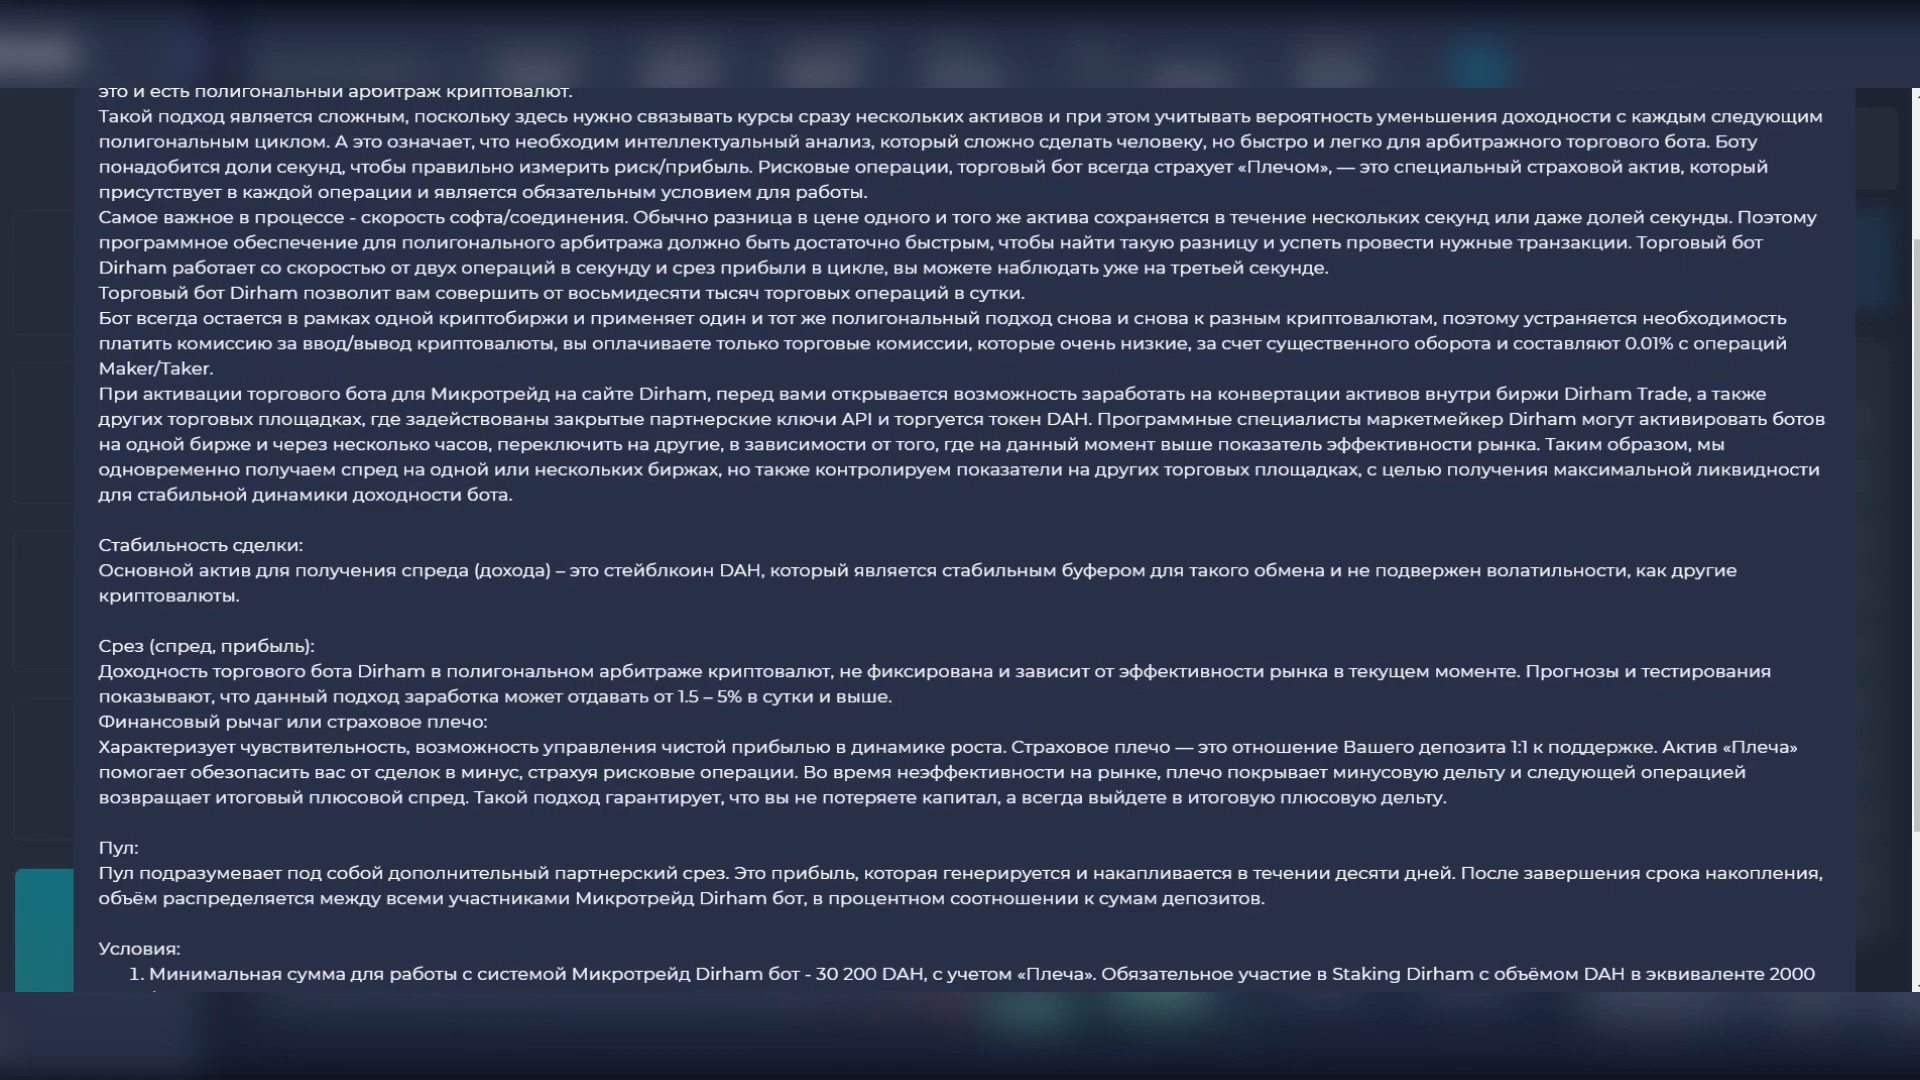 это и есть полигональный арбитраж криптовалют.
Такой подход является сложным, поскольку здесь нужно связывать курсы сразу нескольких активов и при этом учитывать вероятность уменьшения доходности с каждым следующим
полигональным циклом. А это означает, что необходим интеллектуальный анализ, который сложно сделать человеку, но быстро и легко для арбитражного торгового бота. Боту
понадобится доли секунд, чтобы правильно измерить риск/прибыль. Рисковые операции, торговый бот всегда страхует «Плечом», — это специальный страховой актив, который
присутствует в каждой операции и является обязательным условием для работы.
Самое важное в процессе - скорость софта/соединения. Обычно разница в цене одного и того же актива сохраняется в течение нескольких секунд или даже долей секунды. Поэтому
программное обеспечение для полигонального арбитража должно быть достаточно быстрым, чтобы найти такую разницу и успеть провести нужные транзакции. Торговый бот
Dirham работает со скоростью от двух операций в секунду и срез прибыли в цикле, вы можете наблюдать уже на третьей секунде.
Торговый бот Dirham позволит вам совершить от восьмидесяти тысяч торговых операций в сутки.
Бот всегда остается в рамках одной криптобиржи и применяет один и тот же полигональный подход снова и снова к разным криптовалютам, поэтому устраняется необходимость
платить комиссию за ввод/вывод криптовалюты, вы оплачиваете только торговые комиссии, которые очень низкие, за счет существенного оборота и составляют 0.01% с операций
Maker/Taker.
При активации торгового бота для Микротрейд на сайте Dirham, перед вами открывается возможность заработать на конвертации активов внутри биржи Dirham Trade, а также
других торговых площадках, где задействованы закрытые партнерские ключи API и торгуется токен DAH. Программные специалисты маркетмейкер Dirham могут активировать ботов
на одной бирже и через несколько часов, переключить на другие, в зависимости от того, где на данный момент выше показатель эффективности рынка. Таким образом, мы
одновременно получаем спред на одной или нескольких биржах, но также контролируем показатели на других торговых площадках, с целью получения максимальной ликвидности
для стабильной динамики доходности бота.
Стабильность сделки:
Основной актив для получения спреда (дохода) – это стейблкоин DAH, который является стабильным буфером для такого обмена и не подвержен волатильности, как другие
криптовалюты.
Срез (спред, прибыль):
Доходность торгового бота Dirham в полигональном арбитраже криптовалют, не фиксирована и зависит от эффективности рынка в текущем моменте. Прогнозы и тестирования
показывают, что данный подход заработка может отдавать от 1.5 – 5% в сутки и выше.
Финансовый рычаг или страховое плечо:
Характеризует чувствительность, возможность управления чистой прибылью в динамике роста. Страховое плечо — это отношение Вашего депозита 1:1 к поддержке. Актив «Плеча»
помогает обезопасить вас от сделок в минус, страхуя рисковые операции. Во время неэффективности на рынке, плечо покрывает минусовую дельту и следующей операцией
возвращает итоговый плюсовой спред. Такой подход гарантирует, что вы не потеряете капитал, а всегда выйдете в итоговую плюсовую дельту.
Пул:
Пул подразумевает под собой дополнительный партнерский срез. Это прибыль, которая генерируется и накапливается в течении десяти дней. После завершения срока накопления,
объём распределяется между всеми участниками Микротрейд Dirham бот, в процентном соотношении к сумам депозитов.
Условия:
1. Минимальная сумма для работы с системой Микротрейд Dirham бот - 30 200 DAH, с учетом «Плеча». Обязательное участие в Staking Dirham с объёмом DAH в эквиваленте 2000